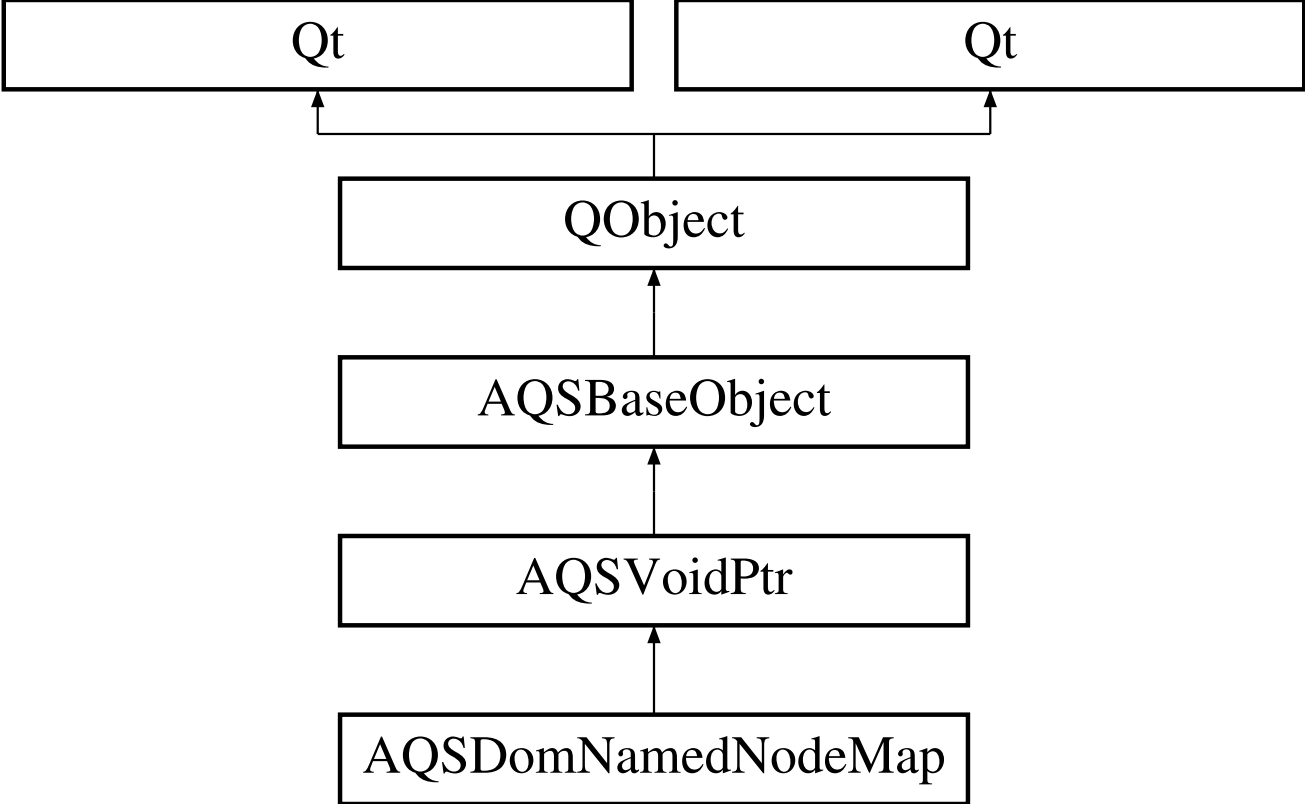 Qt
Qt
QObject
AQSBaseObject
AQSVoidPtr
AQSDomNamedNodeMap